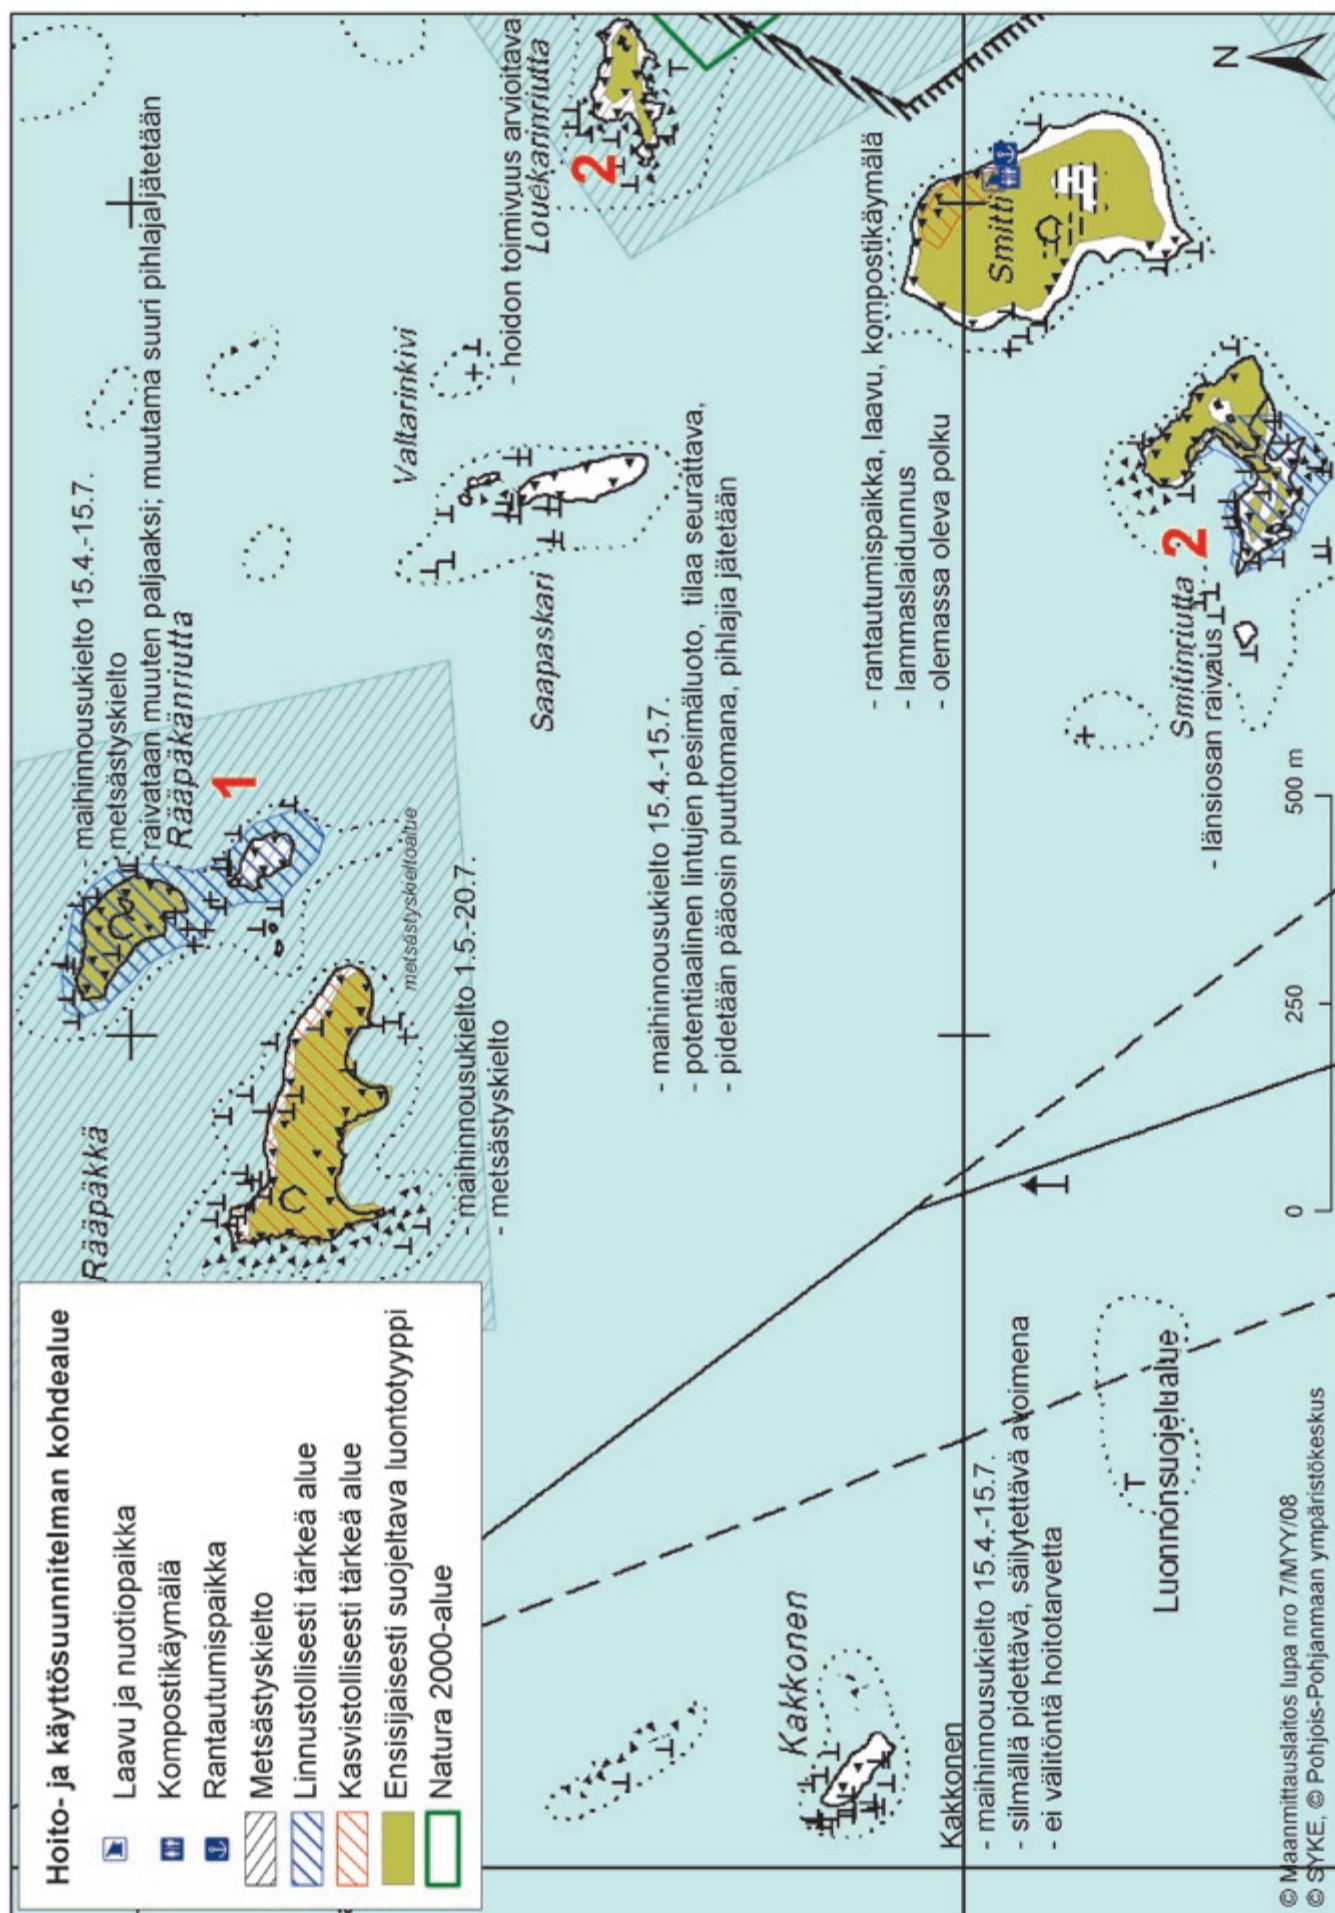 Hoito- ja käyttösuunnitelman kohdealue
Laavu ja nuotiopaikka
Kompostikäymälä
Rantautumispaikka
Metsästyskielto
Linnustollisesti tärkeä alue
Kasvistollisesti tärkeä alue
Ensisijaisesti suojeltava luontotyyppi
Natura 2000-alue
Rääpäkkä
- maihinnousukielto 15.4.-15.7.
metsästyskielto
raivataan muuten paljaaksi; muutama suuri pihlaja jätetään
Rääpäkänriutta
1
metsästyskieltoalue
- maihinnousukielto 1.5.-20.7.
- metsästyskielto
Valtarinkivi
- hoidon toimivuus arvioitava
Louekarinriutta
2
Saapaskari
- maihinnousukielto 15.4.-15.7.
- potentiaalinen lintujen pesimäluoto, tilaa seurattava,
- pidetään pääosin puuttomana, pihlajia jätetään
Kakkonen
- rantautumispaikka, laavu, kompostikäymälä
- lammaslaidunnus
- olemassa oleva polku
Smitti
Kakkonen
- maihinnousukielto 15.4.-15.7.
- silmällä pidettävä, säilytettävä avoimena
- ei välitöntä hoitotarvetta
Luonnonsuojelualue
Smitinriutta
2
- länsiosan raivaus
0 250 500 m
N
© Maanmittauslaitos lupa nro 7/MYY/08
© SYKE, © Pohjois-Pohjanmaan ympäristökeskus